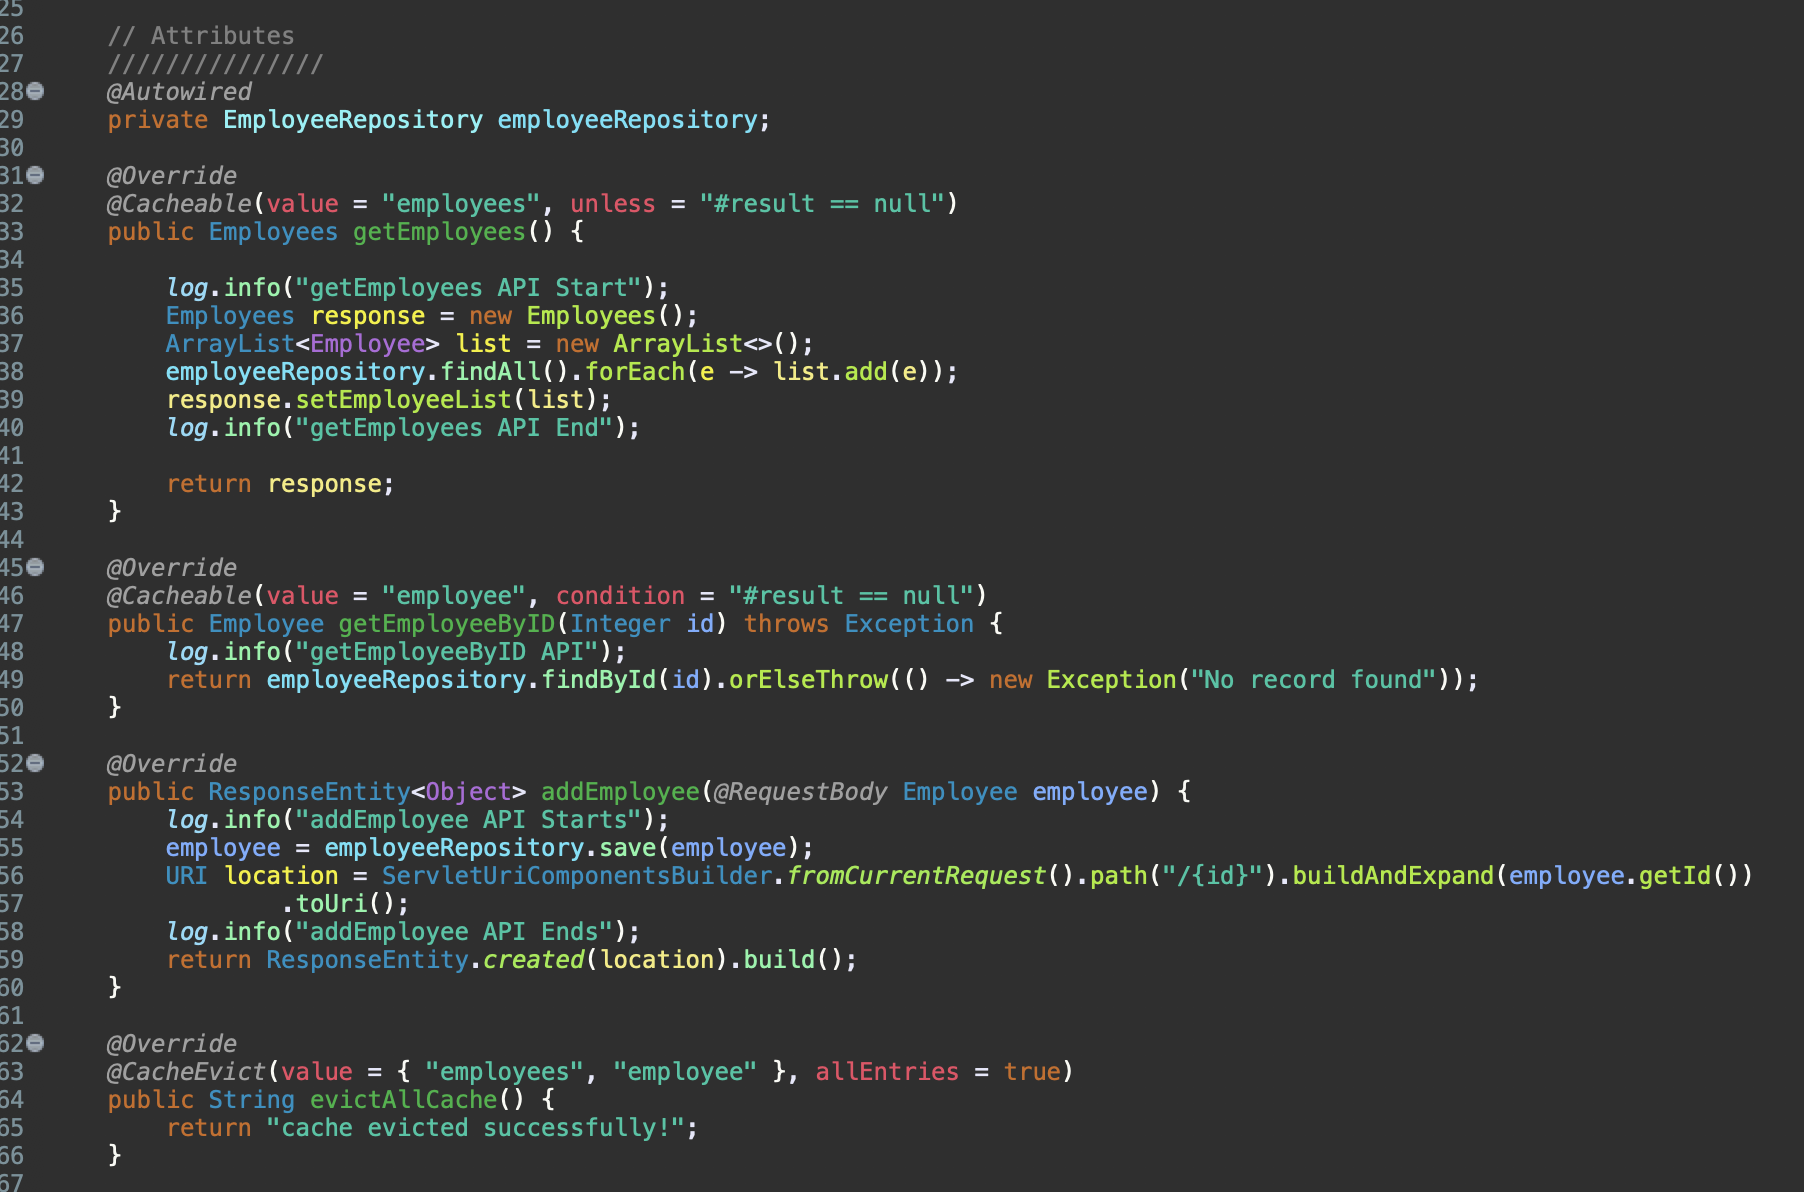 25
26 // Attributes
27 ///////////////
28 @Autowired
29 private EmployeeRepository employeeRepository;
30
31 @Override
32 @Cacheable(value = "employees", unless = "#result == null")
33 public Employees getEmployees() {
34
35 log.info("getEmployees API Start");
36 Employees response = new Employees();
37 ArrayList<Employee> list = new ArrayList<>();
38 employeeRepository.findAll().forEach(e -> list.add(e));
39 response.setEmployeeList(list);
40 log.info("getEmployees API End");
41
42 return response;
43 }
44
45 @Override
46 @Cacheable(value = "employee", condition = "#result == null")
47 public Employee getEmployeeByID(Integer id) throws Exception {
48 log.info("getEmployeeByID API");
49 return employeeRepository.findById(id).orElseThrow(() -> new Exception("No record found"));
50 }
51
52 @Override
53 public ResponseEntity<Object> addEmployee(@RequestBody Employee employee) {
54 log.info("addEmployee API Starts");
55 employee = employeeRepository.save(employee);
56 URI location = ServletUriComponentsBuilder.fromCurrentRequest().path("/{id}").buildAndExpand(employee.getId())
57 .toUri();
58 log.info("addEmployee API Ends");
59 return ResponseEntity.created(location).build();
60 }
61
62 @Override
63 @CacheEvict(value = { "employees", "employee" }, allEntries = true)
64 public String evictAllCache() {
65 return "cache evicted successfully!";
66 }
67